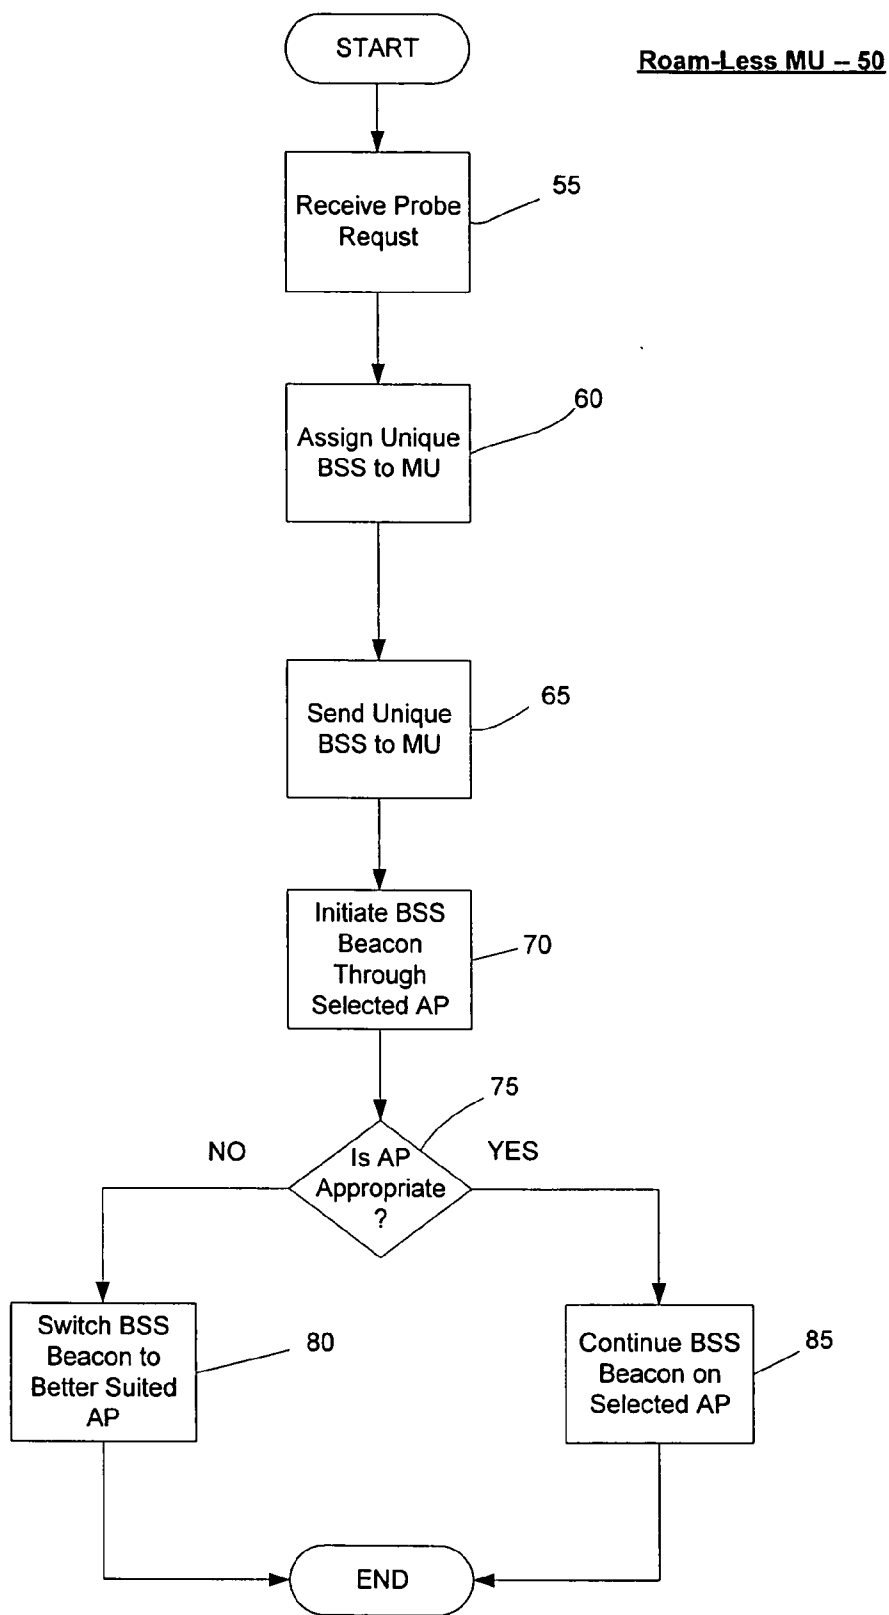 START
Roam-Less MU – 50
Receive Probe
Requst
55
Assign Unique
BSS to MU
60
Send Unique
BSS to MU
65
Initiate BSS
Beacon
Through
Selected AP
70
75
NO
YES
Is AP
Appropriate
?
Switch BSS
Beacon to
Better Suited
AP
80
Continue BSS
Beacon on
Selected AP
85
END